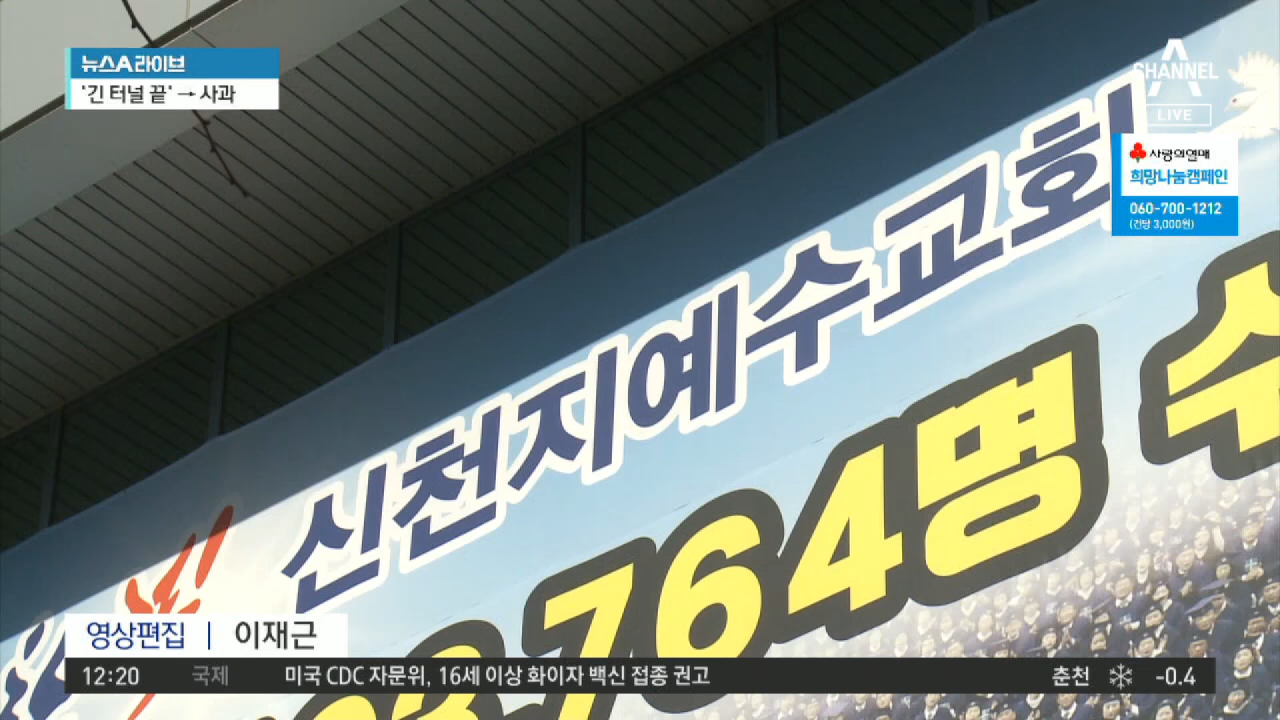 뉴스A라이브
'긴 터널 끝' → 사과
CHANNEL A
LIVE
사랑의열매
희망나눔캠페인
060-700-1212
(건당 3,000원)
신천지예수교회
764명 수
영상편집 | 이재근
12:20 국제 미국 CDC 자문위, 16세 이상 화이자 백신 접종 권고 춘천 -0.4